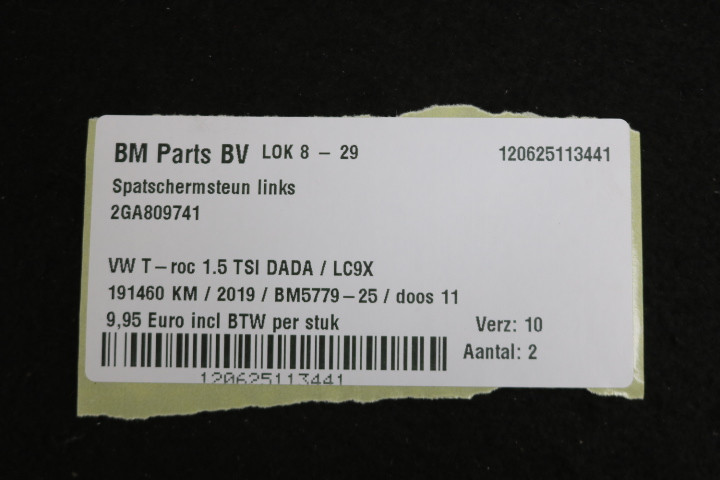 BM Parts BV LOK 8 - 29 120625113441
Spatschermsteun links
2GA809741
VW T-roc 1.5 TSI DADA / LC9X
191460 KM / 2019 / BM5779-25 / doos 11
9,95 Euro incl BTW per stuk Verz: 10
Aantal: 2
120625113441